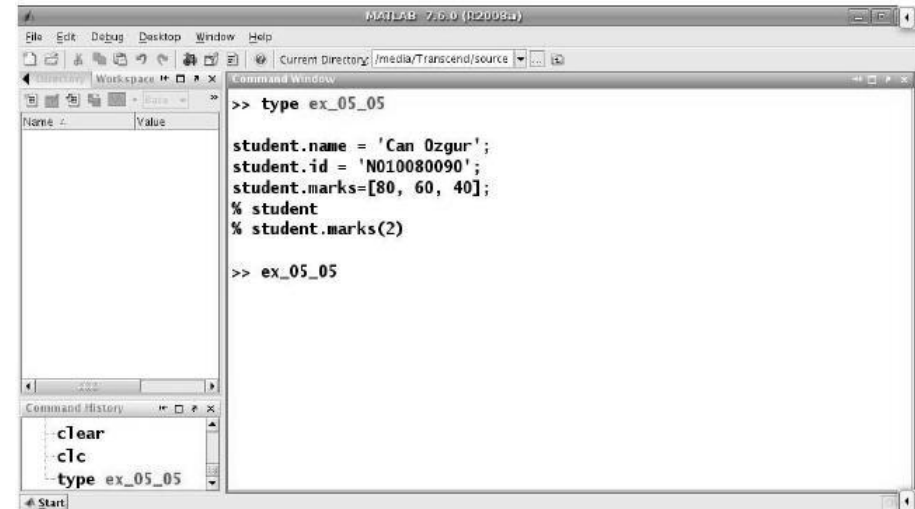 MATLAB 7.6.0 (R2008a)
File Edit Debug Desktop Window Help
Current Directory: /media/Transcend/source
Workspace
Command Window
Name
Value
>> type ex_05_05
student.name = 'Can Ozgur';
student.id = 'N010080090';
student.marks=[80, 60, 40];
% student
% student.marks(2)
>> ex_05_05
Command History
clear
clc
type ex_05_05
Start